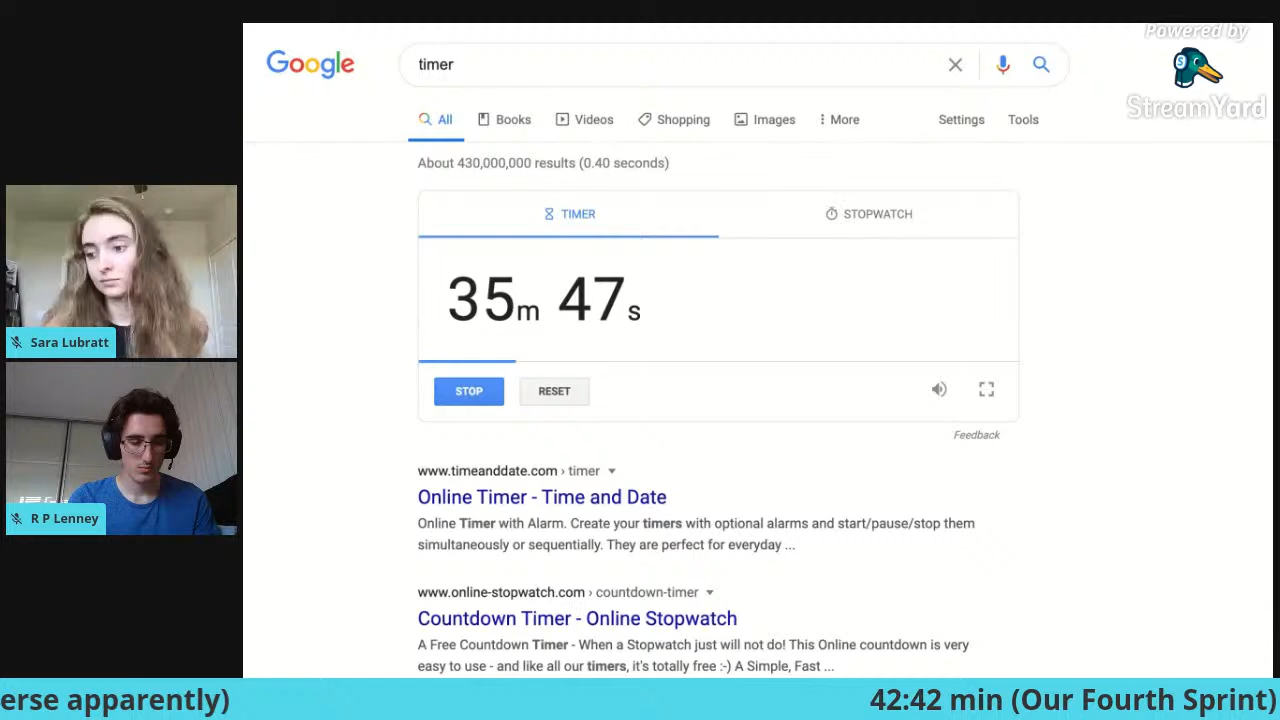 Powered by
StreamYard
Google
timer
All
Books
Videos
Shopping
Images
More
Settings
Tools
About 430,000,000 results (0.40 seconds)
TIMER
STOPWATCH
35m 47s
STOP
RESET
Feedback
www.timeanddate.com › timer
Online Timer - Time and Date
Online Timer with Alarm. Create your timers with optional alarms and start/pause/stop them
simultaneously or sequentially. They are perfect for everyday ...
www.online-stopwatch.com › countdown-timer
Countdown Timer - Online Stopwatch
A Free Countdown Timer - When a Stopwatch just will not do! This Online countdown is very
easy to use - and like all our timers, it's totally free :-) A Simple, Fast ...
Sara Lubratt
R P Lenney
erse apparently)
42:42 min (Our Fourth Sprint)